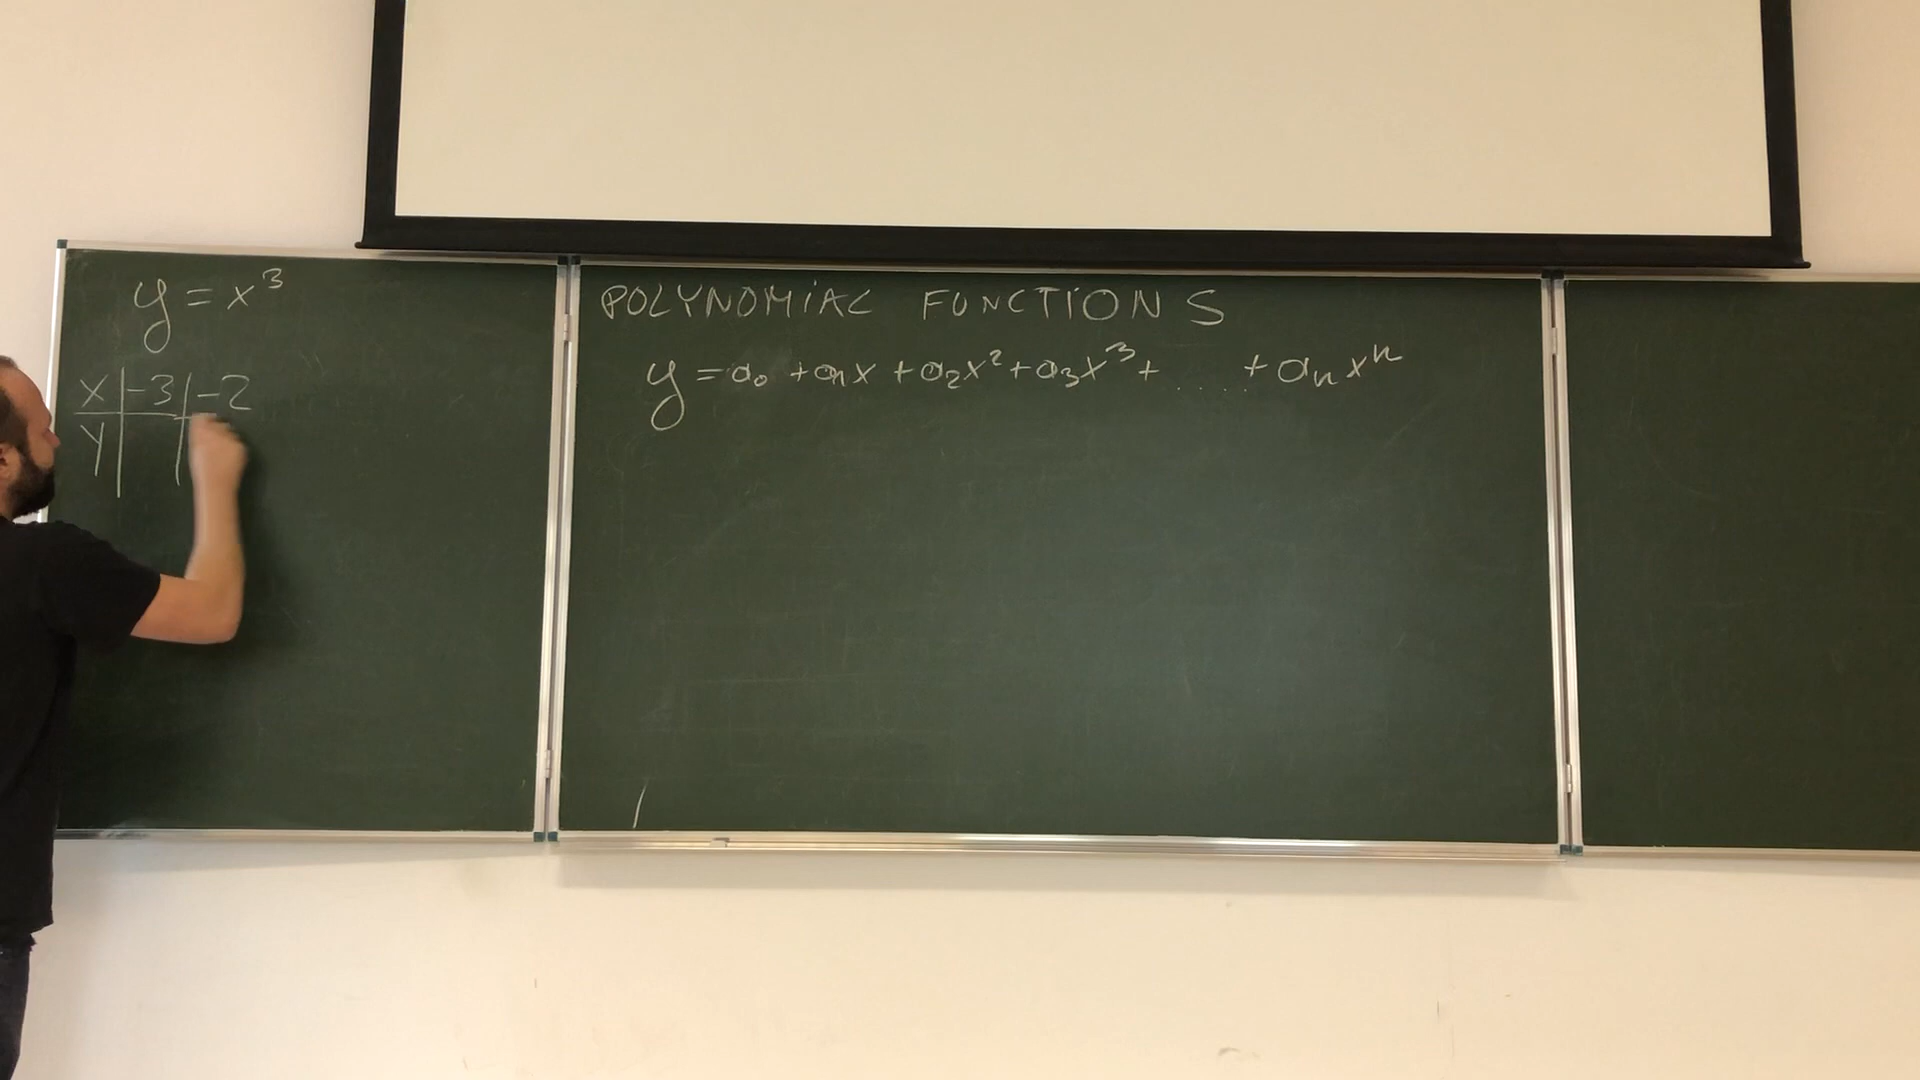 y = x³
x | -3 | -2
y
POLYNOMIAL FUNCTIONS
y = a₀ + a₁x + a₂x² + a₃x³ + ..... + aₙxⁿ